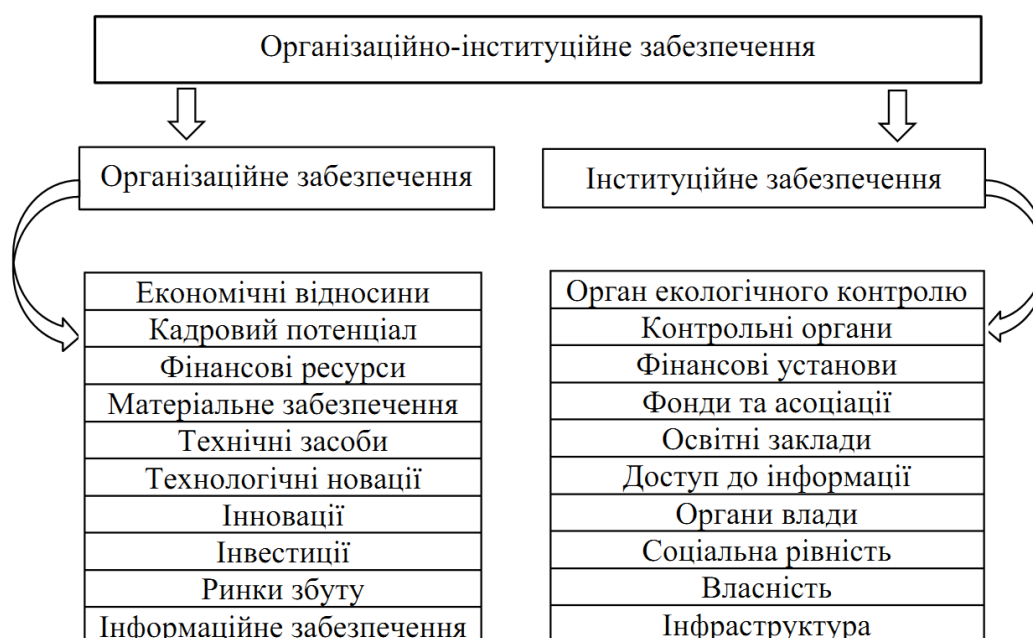 Організаційно-інституційне забезпечення
Організаційне забезпечення
Інституційне забезпечення
Економічні відносини
Кадровий потенціал
Фінансові ресурси
Матеріальне забезпечення
Технічні засоби
Технологічні новації
Інновації
Інвестиції
Ринки збуту
Інформаційне забезпечення
Орган екологічного контролю
Контрольні органи
Фінансові установи
Фонди та асоціації
Освітні заклади
Доступ до інформації
Органи влади
Соціальна рівність
Власність
Інфраструктура